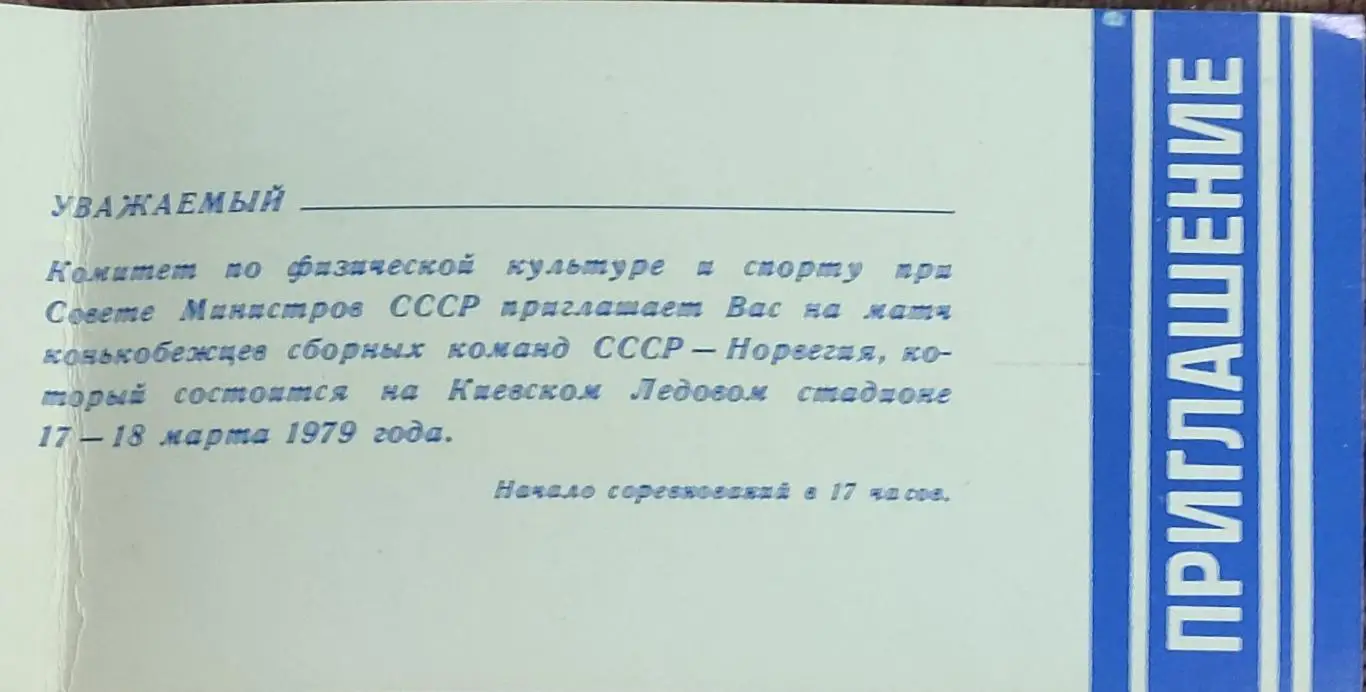 УВАЖАЕМЫЙ
Комитет по физической культуре и спорту при
Совете Министров СССР приглашает Вас на матч
конькобежцев сборных команд СССР — Норвегия, ко-
торый состоится на Киевском Ледовом стадионе
17 — 18 марта 1979 года.
Начало соревнований в 17 часов.
ПРИГЛАШЕНИЕ